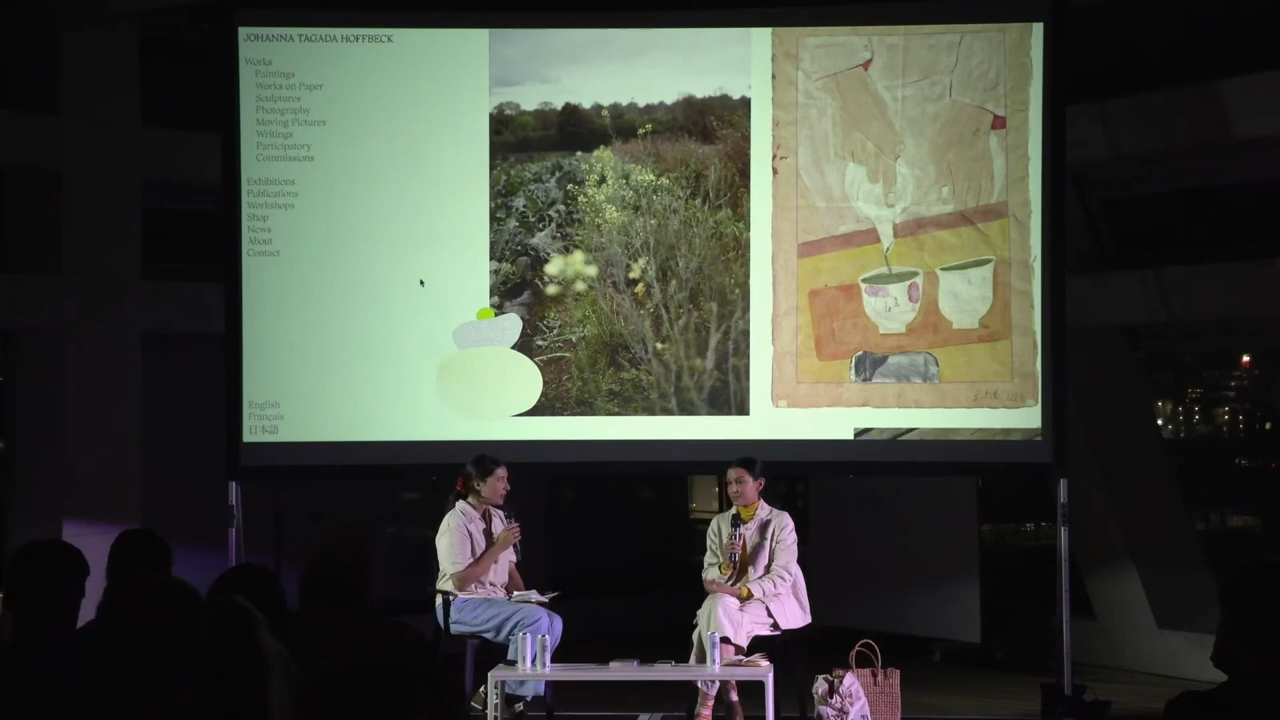 JOHANNA TAGADA HOFFBECK
Works
Paintings
Works on Paper
Sculptures
Photography
Moving Pictures
Writings
Participatory
Commissions
Exhibitions
Publications
Workshops
Shop
News
About
Contact
English
Français
日本語